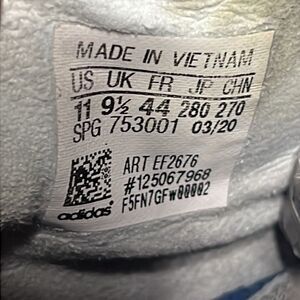 MADE IN VIETNAM
US UK FR JP CHN
11 9½ 44 280 270
SPG 753001 03/20
ART EF2676
#125067968
F5FN7GFW00002
adidas